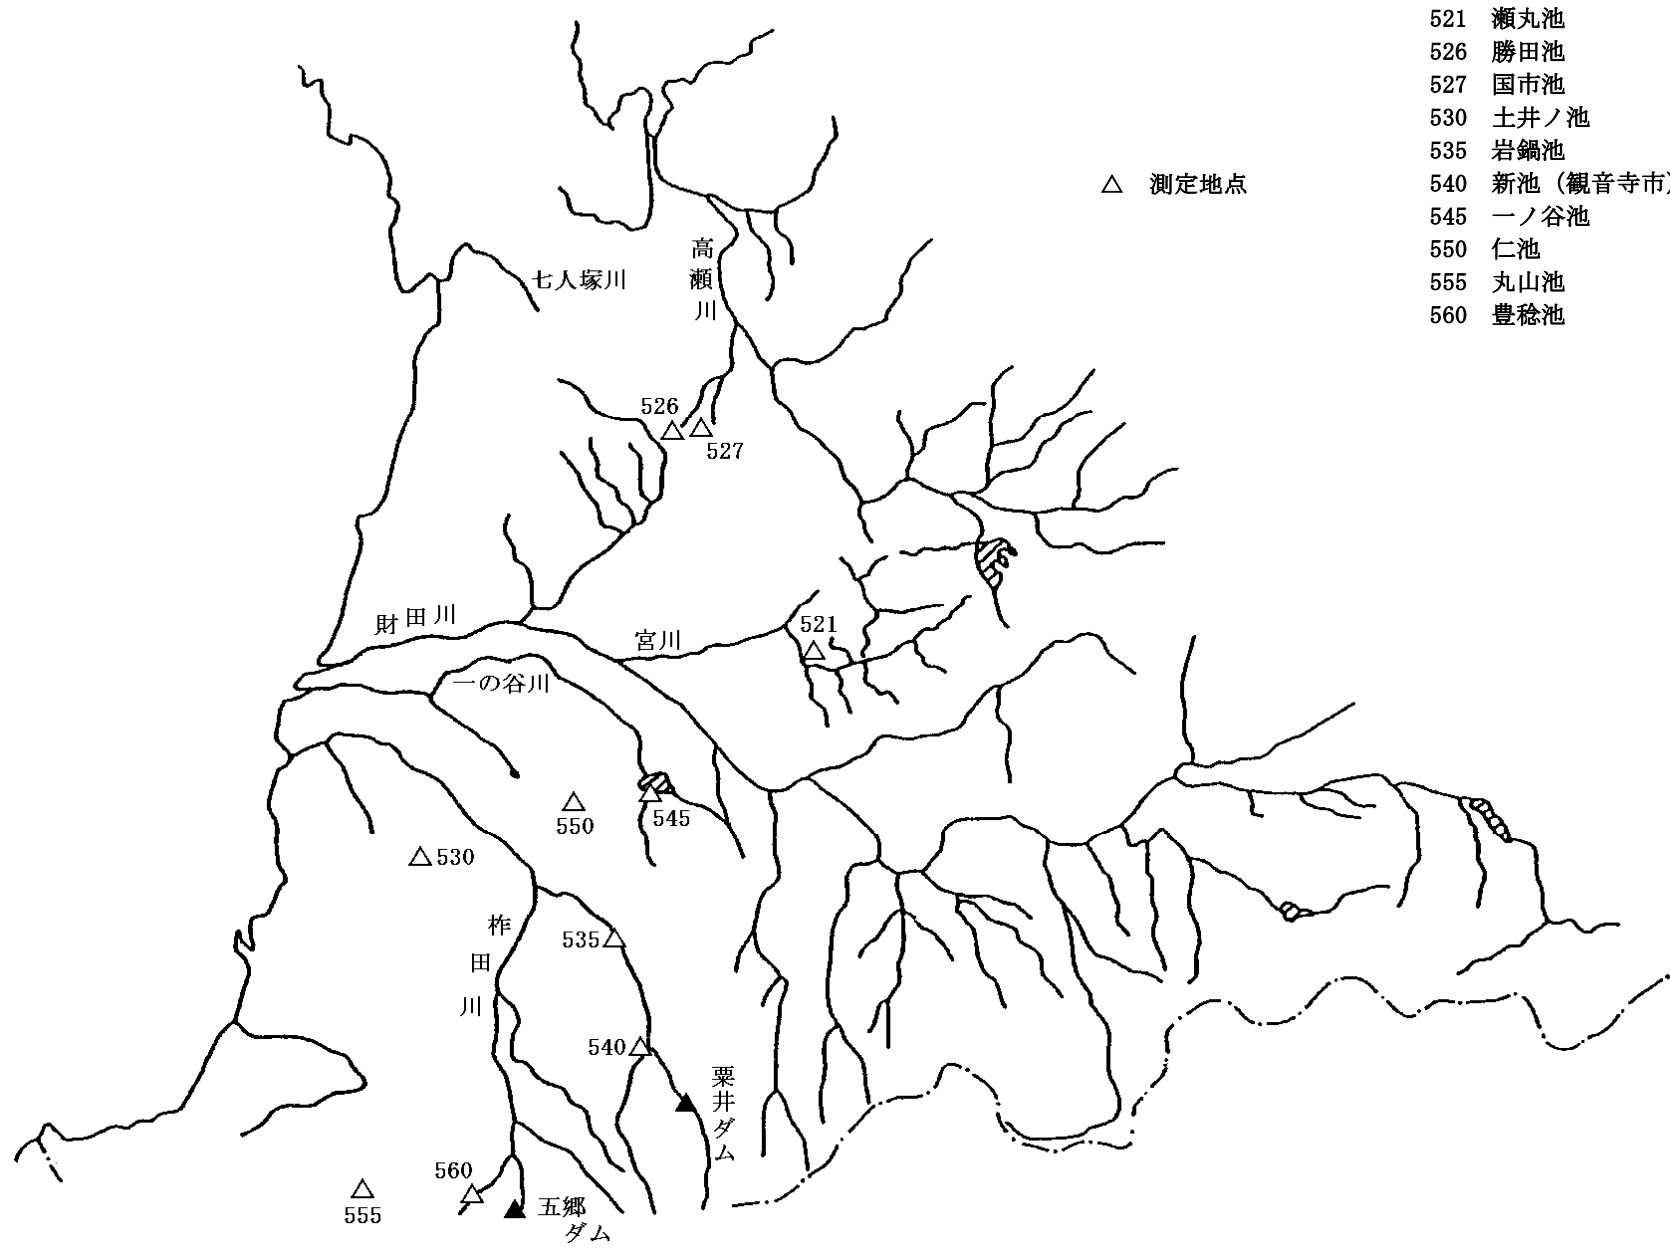 521 瀬丸池
526 勝田池
527 国市池
530 土井ノ池
535 岩鍋池
△ 測定地点
540 新池（観音寺市）
545 一ノ谷池
550 仁池
555 丸山池
560 豊稔池
七人塚川
高瀬川
526
527
財田川
宮川
521
一の谷川
550
545
530
柞田川
535
540
粟井ダム
560
555
五郷
ダム